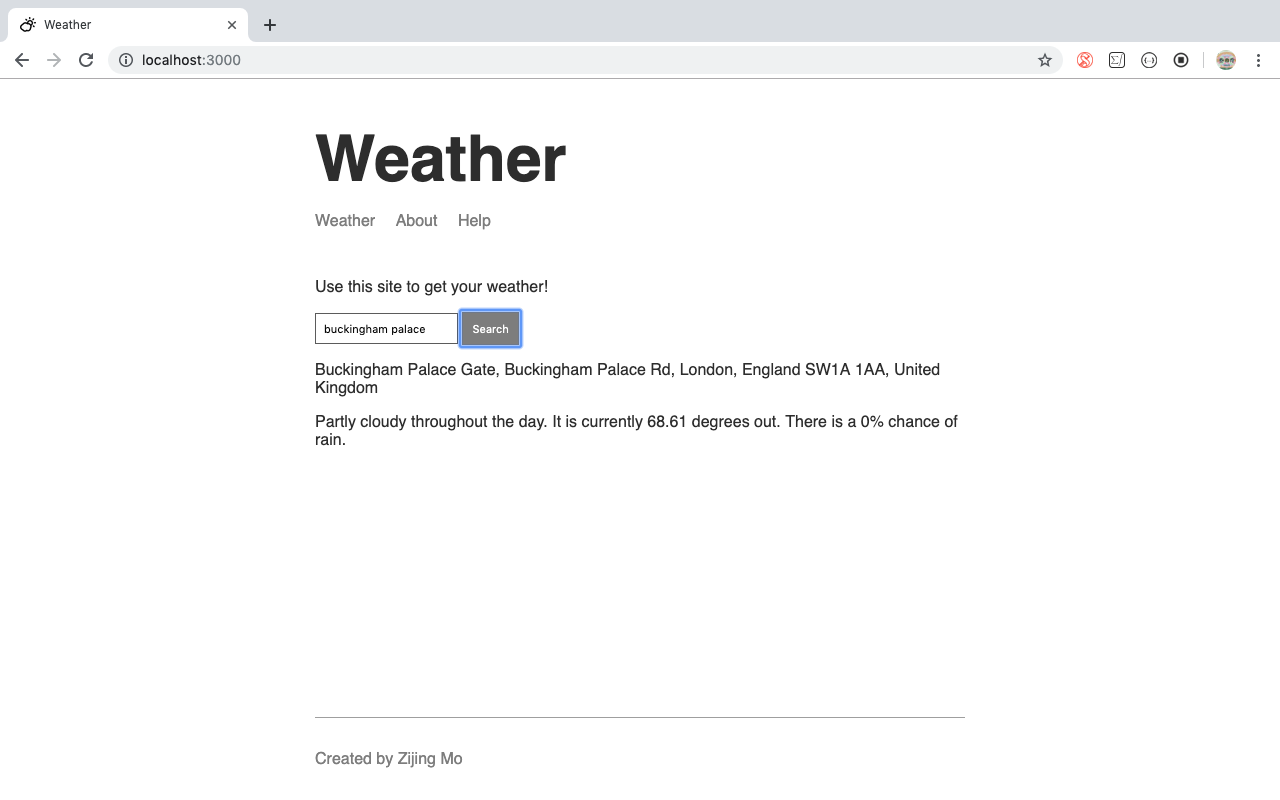 Weather
localhost:3000
Weather
Weather About Help
Use this site to get your weather!
buckingham palace Search
Buckingham Palace Gate, Buckingham Palace Rd, London, England SW1A 1AA, United
Kingdom
Partly cloudy throughout the day. It is currently 68.61 degrees out. There is a 0% chance of
rain.
Created by Zijing Mo